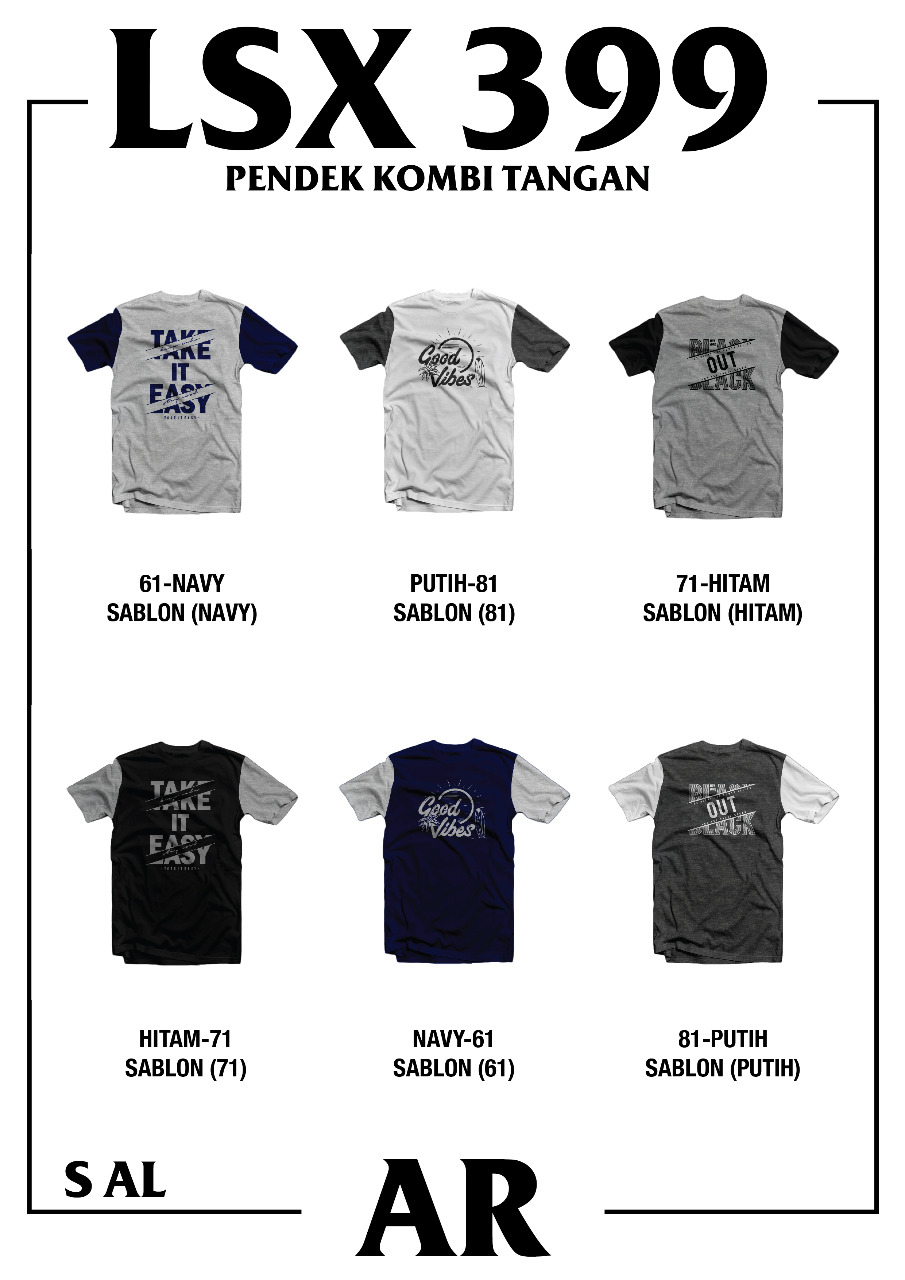 LSX 399
PENDEK KOMBI TANGAN
TAKE
IT
EASY
Good
Vibes
BLACK
OUT
BLACK
61-NAVY
SABLON (NAVY)
PUTIH-81
SABLON (81)
71-HITAM
SABLON (HITAM)
TAKE
IT
EASY
Good
Vibes
BLACK
OUT
BLACK
HITAM-71
SABLON (71)
NAVY-61
SABLON (61)
81-PUTIH
SABLON (PUTIH)
S AL
AR